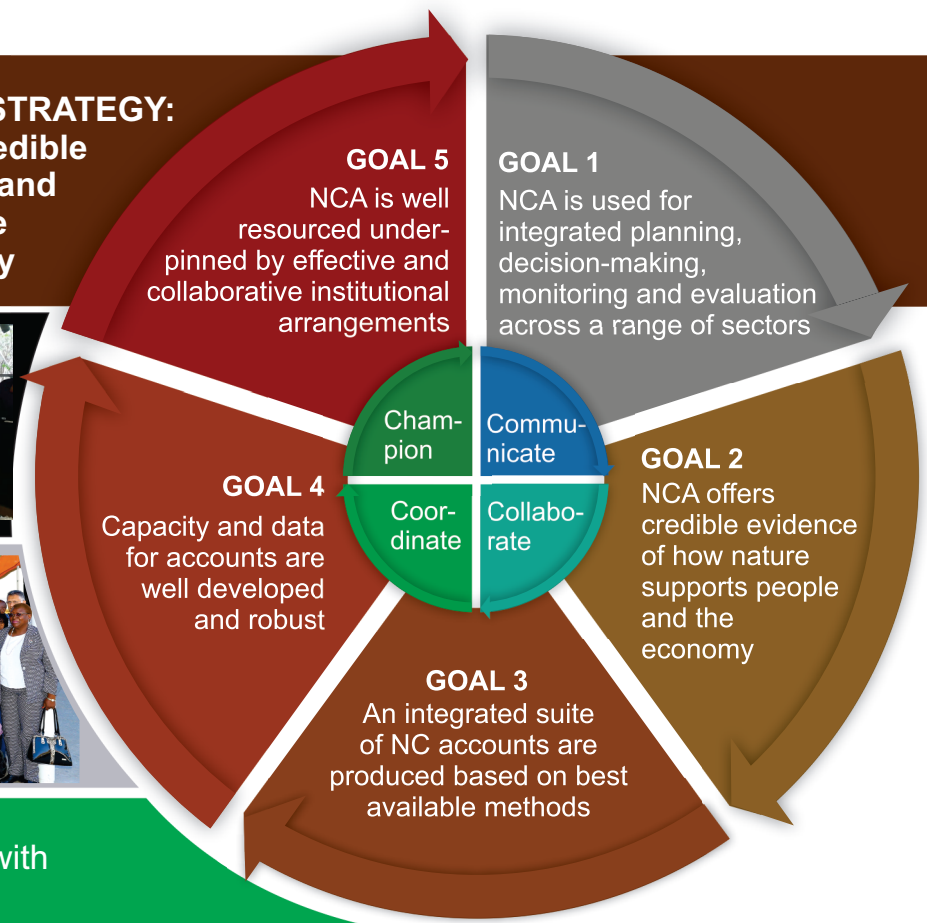 STRATEGY:
edible
and
e
y
GOAL 5
NCA is well
resourced under-
pinned by effective and
collaborative institutional
arrangements
GOAL 1
NCA is used for
integrated planning,
decision-making,
monitoring and evaluation
across a range of sectors
GOAL 2
NCA offers
credible evidence
of how nature
supports people
and the
economy
GOAL 3
An integrated suite
of NC accounts are
produced based on best
available methods
GOAL 4
Capacity and data
for accounts are
well developed
and robust
Cham-
pion
Commu-
nicate
Coor-
dinate
Collabo-
rate
with